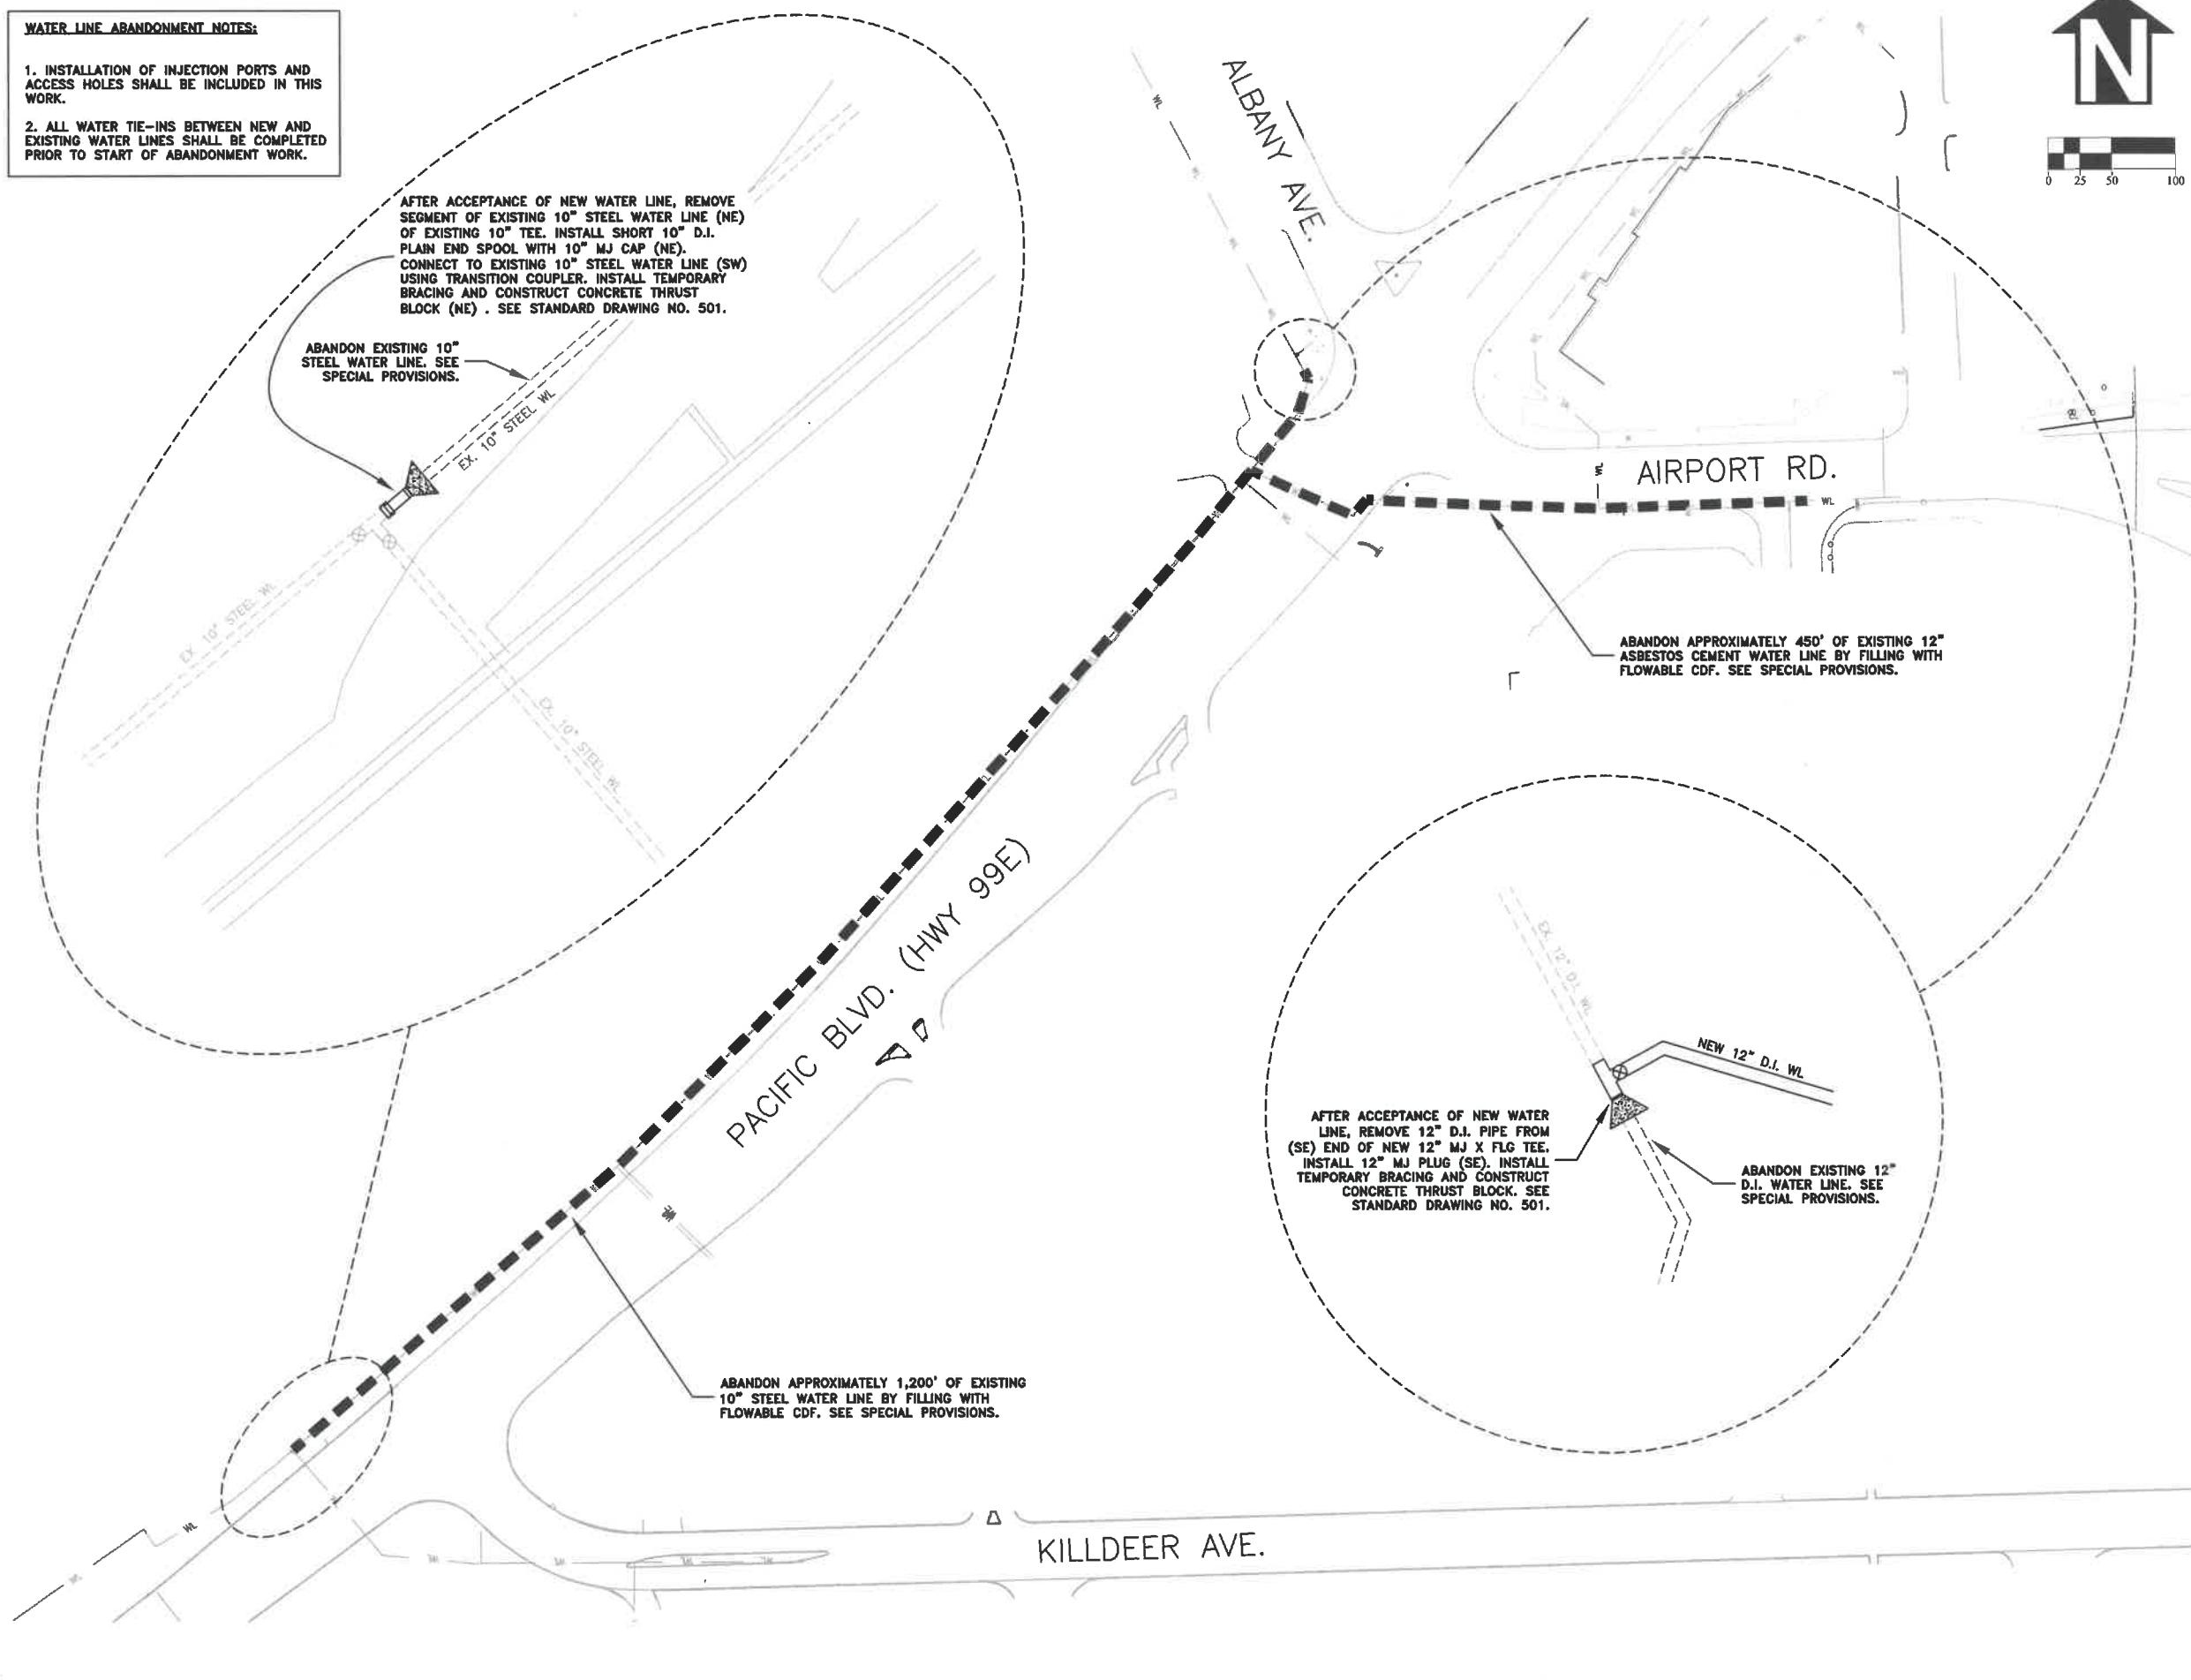 WATER LINE ABANDONMENT NOTES:
1. INSTALLATION OF INJECTION PORTS AND
ACCESS HOLES SHALL BE INCLUDED IN THIS
WORK.
2. ALL WATER TIE-INS BETWEEN NEW AND
EXISTING WATER LINES SHALL BE COMPLETED
PRIOR TO START OF ABANDONMENT WORK.
N
0 25 50 100
AFTER ACCEPTANCE OF NEW WATER LINE, REMOVE
SEGMENT OF EXISTING 10" STEEL WATER LINE (NE)
OF EXISTING 10" TEE. INSTALL SHORT 10" D.I.
PLAIN END SPOOL WITH 10" MJ CAP (NE).
CONNECT TO EXISTING 10" STEEL WATER LINE (SW)
USING TRANSITION COUPLER. INSTALL TEMPORARY
BRACING AND CONSTRUCT CONCRETE THRUST
BLOCK (NE) . SEE STANDARD DRAWING NO. 501.
ABANDON EXISTING 10"
STEEL WATER LINE. SEE
SPECIAL PROVISIONS.
EX. 10" STEEL WL
EX. 10" STEEL WL
EX. 10" STEEL WL
ALBANY AVE.
WL
AIRPORT RD.
WL
WL
ABANDON APPROXIMATELY 450' OF EXISTING 12"
ASBESTOS CEMENT WATER LINE BY FILLING WITH
FLOWABLE CDF. SEE SPECIAL PROVISIONS.
PACIFIC BLVD. (HWY 99E)
EX. 12" D.I. WL
NEW 12" D.I. WL
AFTER ACCEPTANCE OF NEW WATER
LINE, REMOVE 12" D.I. PIPE FROM
(SE) END OF NEW 12" MJ X FLG TEE.
INSTALL 12" MJ PLUG (SE). INSTALL
TEMPORARY BRACING AND CONSTRUCT
CONCRETE THRUST BLOCK. SEE
STANDARD DRAWING NO. 501.
ABANDON EXISTING 12"
D.I. WATER LINE. SEE
SPECIAL PROVISIONS.
ABANDON APPROXIMATELY 1,200' OF EXISTING
10" STEEL WATER LINE BY FILLING WITH
FLOWABLE CDF. SEE SPECIAL PROVISIONS.
WL
KILLDEER AVE.